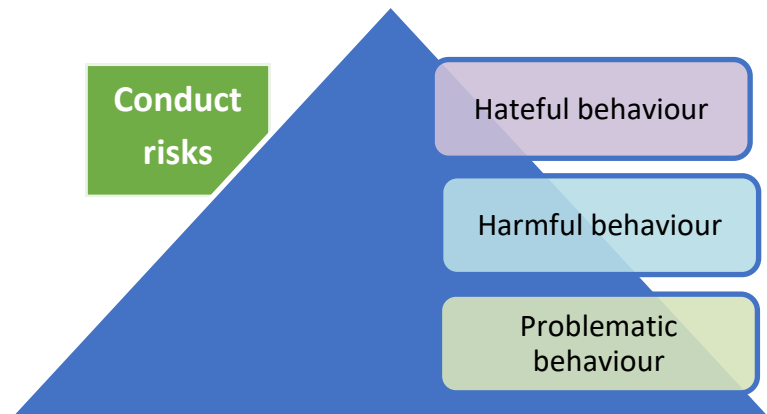 Conduct
risks
Hateful behaviour
Harmful behaviour
Problematic
behaviour